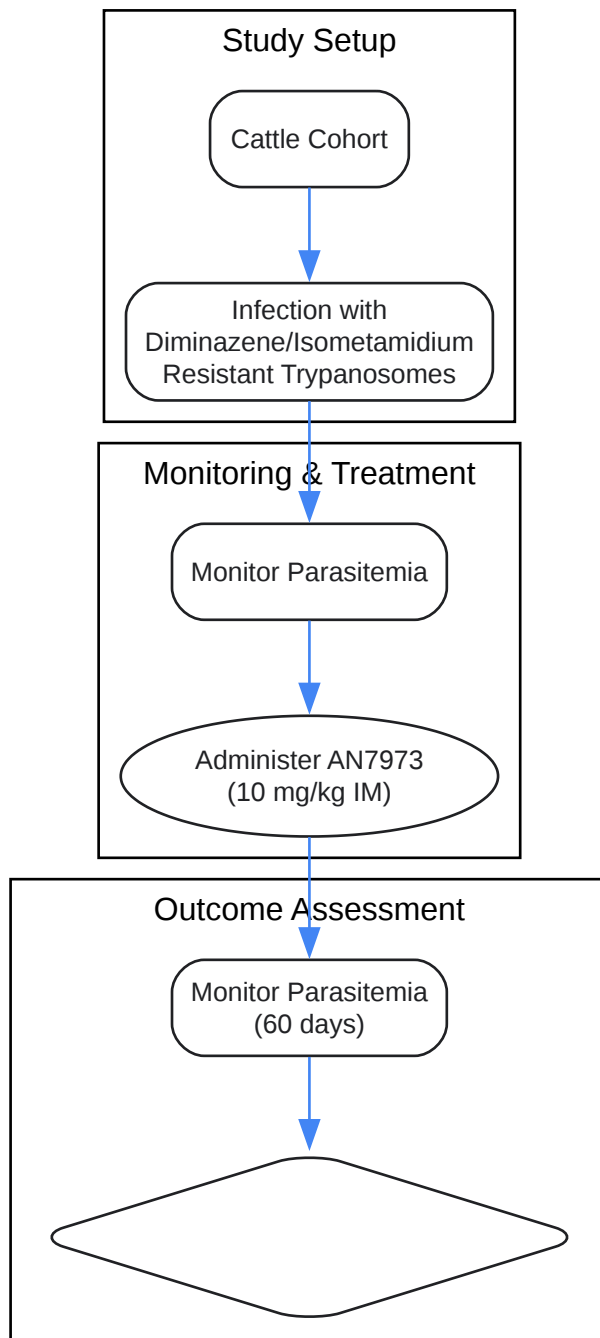 Study Setup
Cattle Cohort
Infection with
Diminazene/Isometamidium
Resistant Trypanosomes
Monitoring & Treatment
Monitor Parasitemia
Administer AN7973
(10 mg/kg IM)
Outcome Assessment
Monitor Parasitemia
(60 days)